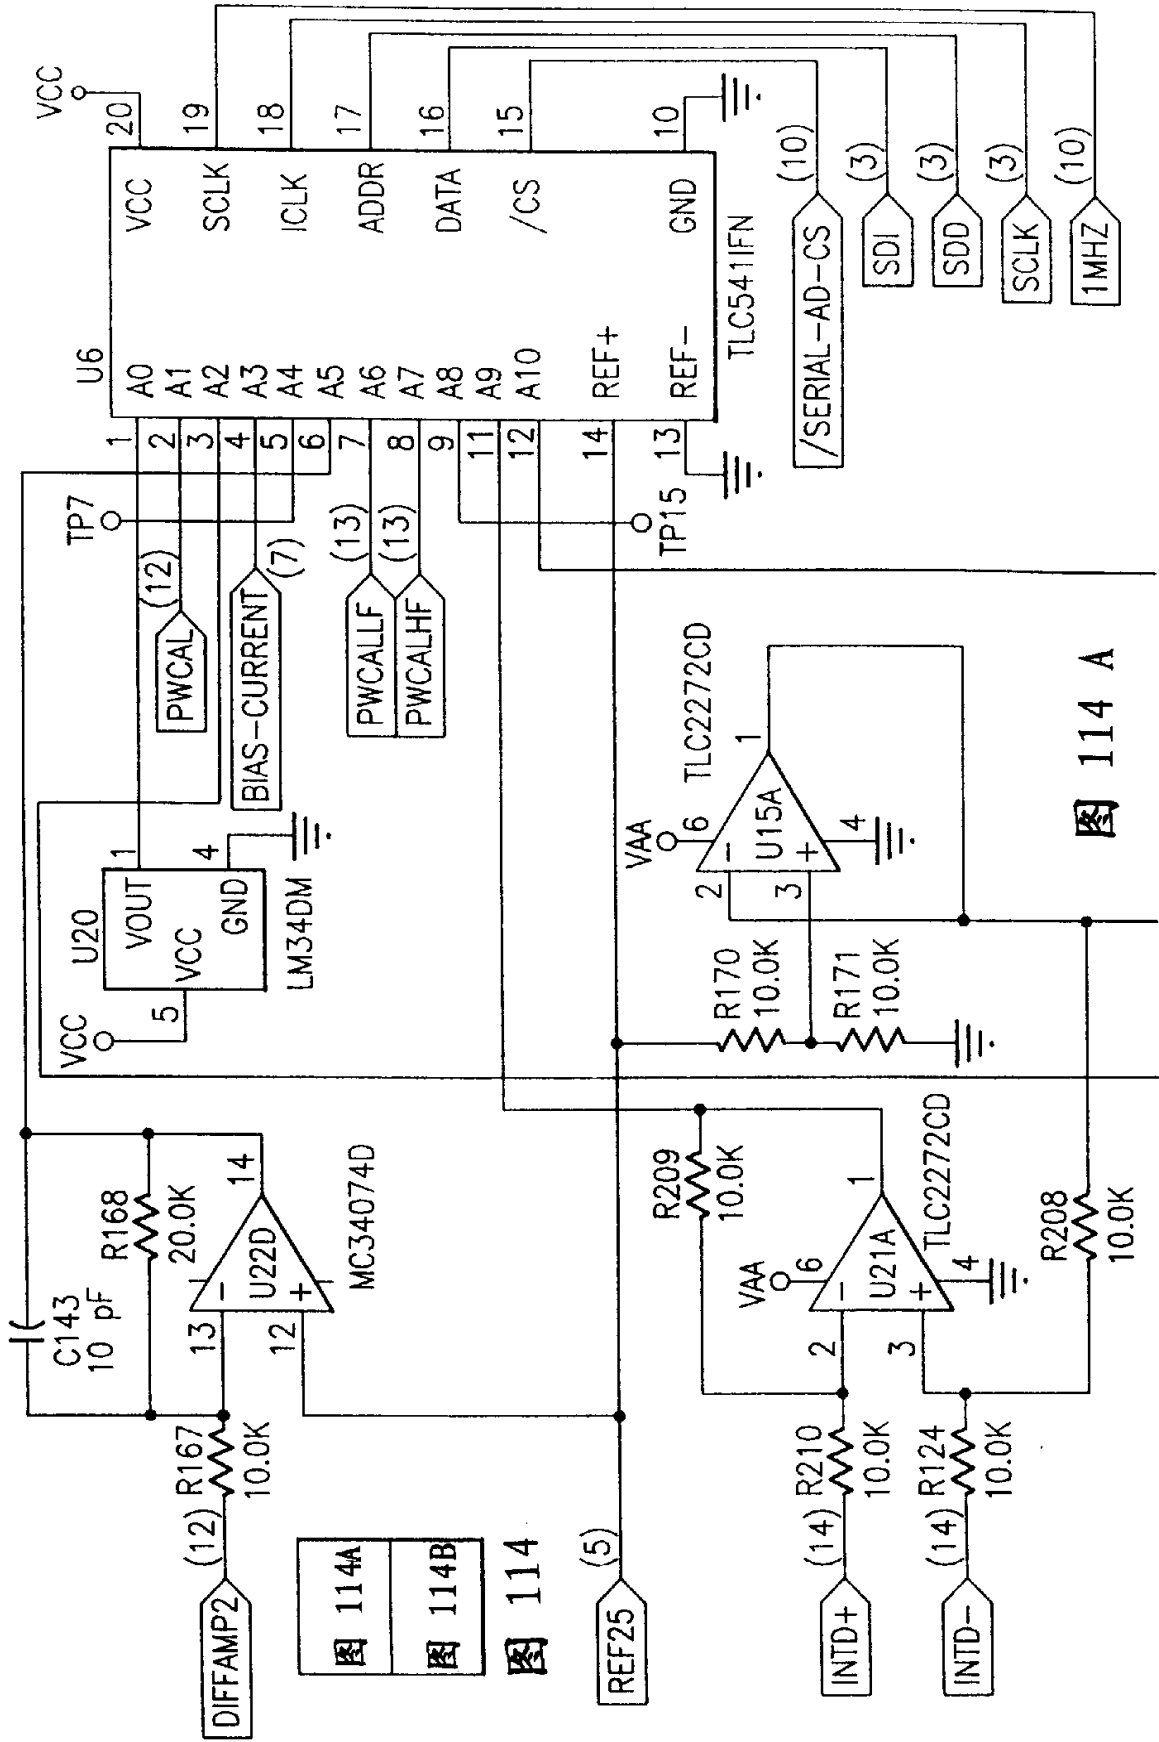 DIFFAMP2
(12)
R167
10.0K
C143
10 pF
R168
20.0K
13
12
14
U22D
MC34074D
VCC
5
U20
VOUT
VCC
GND
1
4
LM34DM
PWCAL
(12)
BIAS-CURRENT
(7)
TP7
PWCALLF
(13)
PWCALHF
(13)
TP15
U6
1
2
3
4
5
6
7
8
9
11
12
14
13
A0
A1
A2
A3
A4
A5
A6
A7
A8
A9
A10
REF+
REF-
VCC
SCLK
ICLK
ADDR
DATA
/CS
GND
20
19
18
17
16
15
10
VCC
TLC541IFN
图 114A
图 114B
图 114
REF25
(5)
R170
10.0K
R171
10.0K
VAA
6
2
3
4
1
U15A
TLC2272CD
INTD+
(14)
R210
10.0K
INTD-
(14)
R124
10.0K
R209
10.0K
VAA
6
2
3
4
1
U21A
TLC2272CD
R208
10.0K
/SERIAL-AD-CS
(10)
SDI
(3)
SDD
(3)
SCLK
(3)
1MHZ
(10)
图 114 A